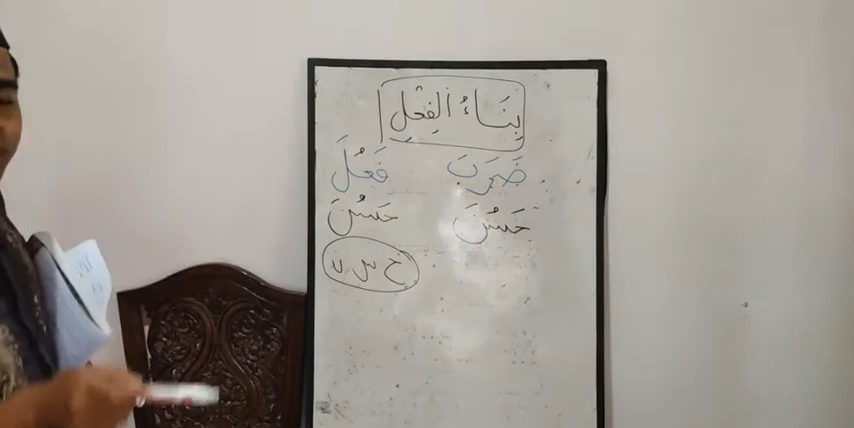 بِنَاءُ الْفِعْلِ
ضَرَبَ فَعُلَ
حَسُنَ حَسُنَ
ح س ن